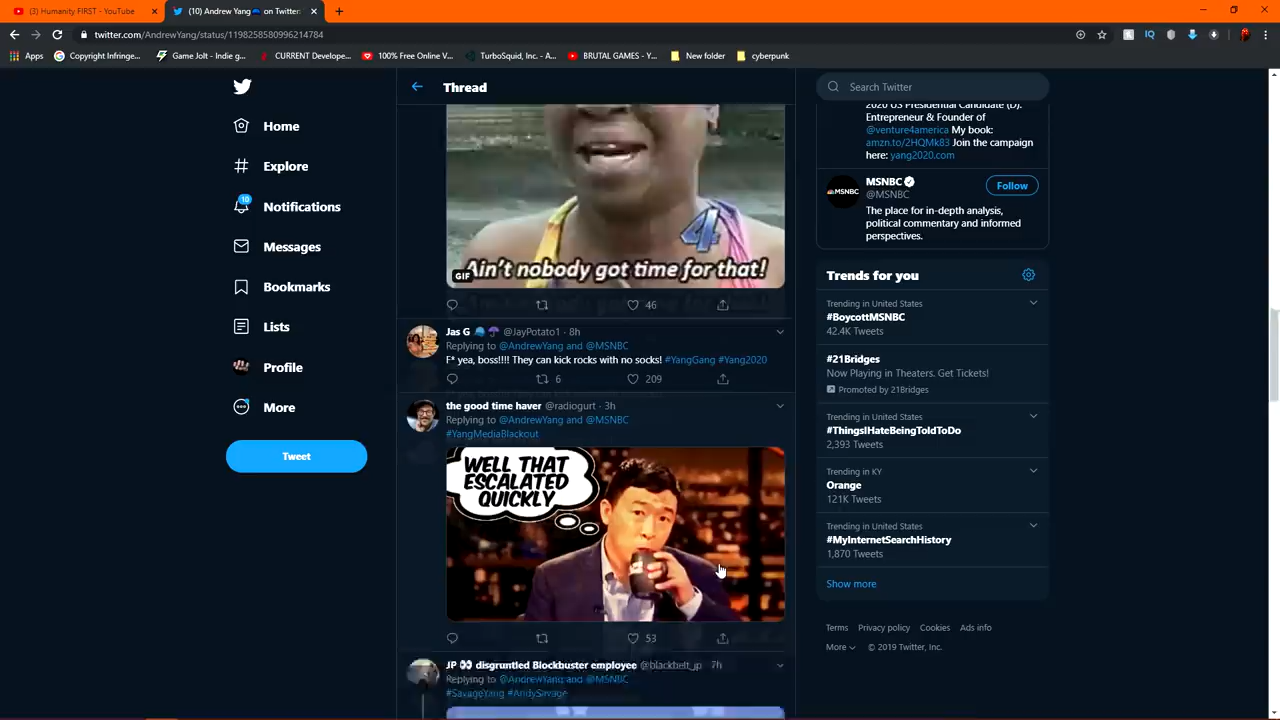 (3) Humanity FIRST - YouTube
(10) Andrew Yang🧢 on Twitter:
twitter.com/AndrewYang/status/1198258580996214784
Apps
Copyright Infringe...
Game Jolt - Indie g...
CURRENT Develope...
100% Free Online V...
TurboSquid, Inc. - A...
BRUTAL GAMES - Y...
New folder
cyberpunk
Home
Explore
10
Notifications
Messages
Bookmarks
Lists
Profile
More
Tweet
Thread
4
Ain't nobody got time for that!
GIF
46
Jas G 🧢☂ @JayPotato1 · 8h
Replying to @AndrewYang and @MSNBC
F* yea, boss!!!! They can kick rocks with no socks! #YangGang #Yang2020
6
209
the good time haver @radiogurt · 3h
Replying to @AndrewYang and @MSNBC
#YangMediaBlackout
WELL THAT
ESCALATED
QUICKLY
53
JP 👀 disgruntled Blockbuster employee @blackbelt_jp · 7h
Replying to @AndrewYang and @MSNBC
#SavageYang #AndySavage
Search Twitter
2020 US Presidential Candidate (D).
Entrepreneur & Founder of
@venture4america My book:
amzn.to/2HQMk83 Join the campaign
here: yang2020.com
MSNBC
MSNBC
@MSNBC
Follow
The place for in-depth analysis,
political commentary and informed
perspectives.
Trends for you
Trending in United States
#BoycottMSNBC
42.4K Tweets
#21Bridges
Now Playing in Theaters. Get Tickets!
Promoted by 21Bridges
Trending in United States
#ThingsIHateBeingToldToDo
2,393 Tweets
Trending in KY
Orange
121K Tweets
Trending in United States
#MyInternetSearchHistory
1,870 Tweets
Show more
Terms Privacy policy Cookies Ads info
More © 2019 Twitter, Inc.